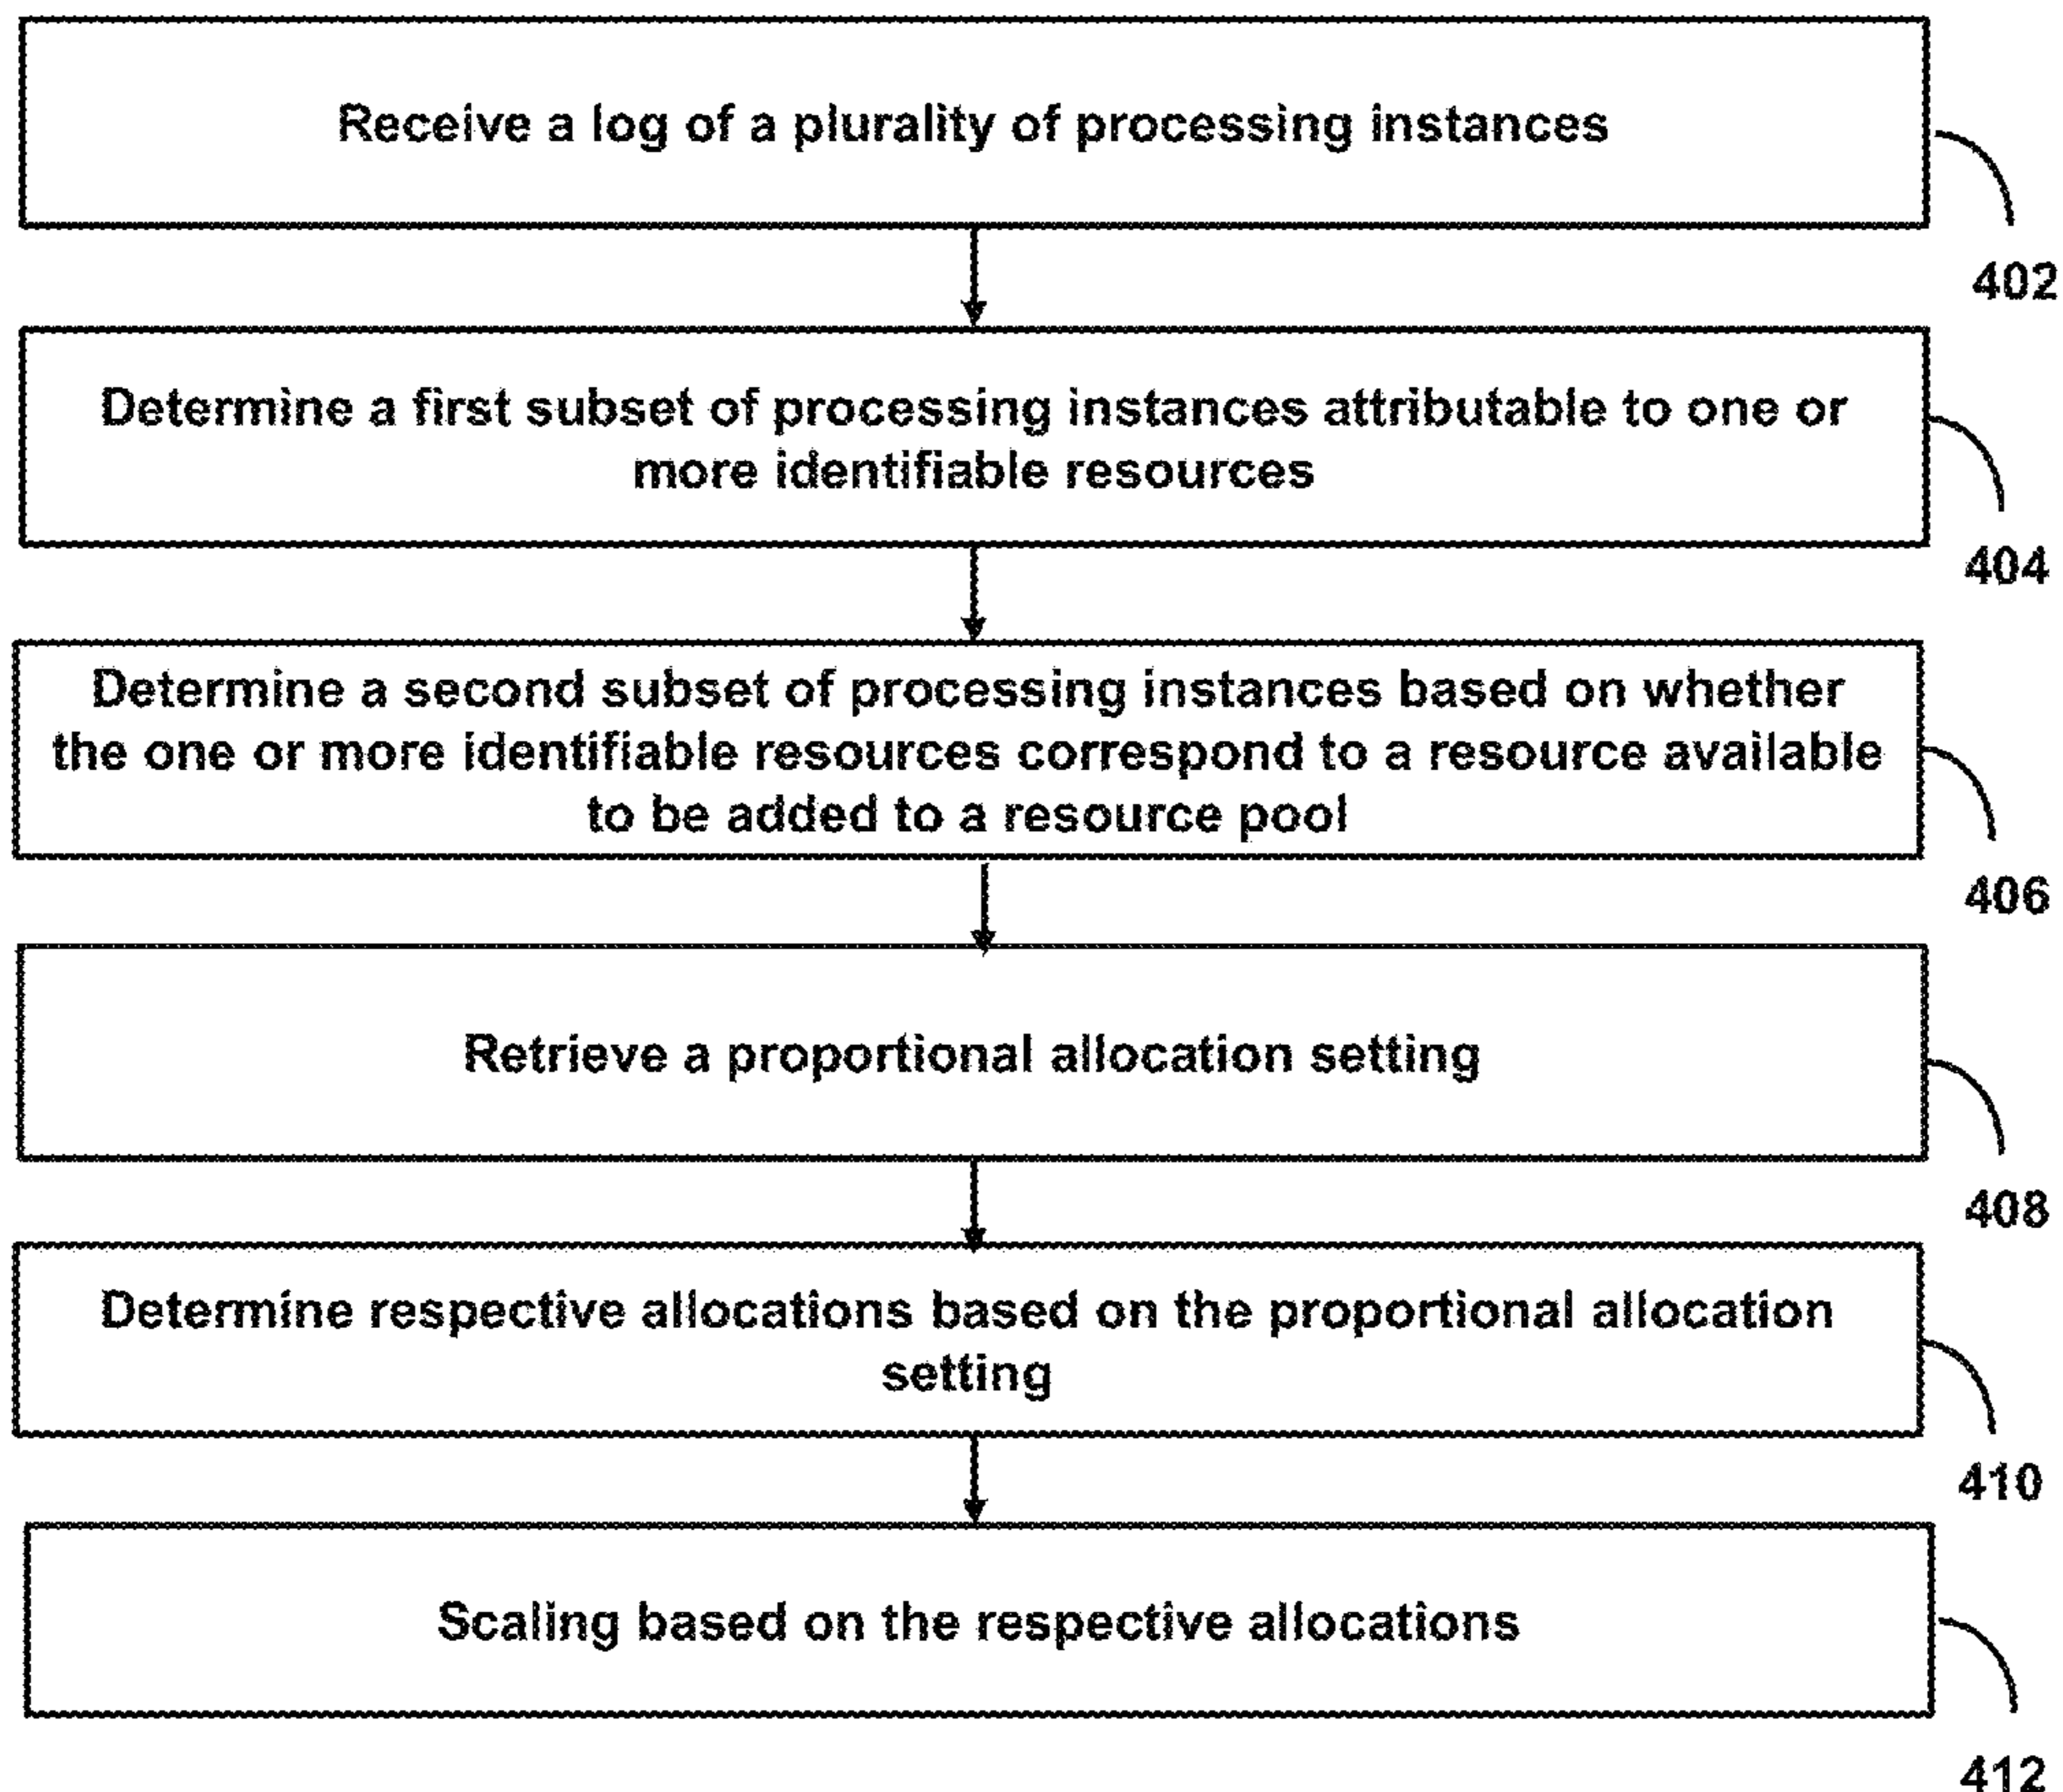 Receive a log of a plurality of processing instances
402
Determine a first subset of processing instances attributable to one or
more identifiable resources
404
Determine a second subset of processing instances based on whether
the one or more identifiable resources correspond to a resource available
to be added to a resource pool
406
Retrieve a proportional allocation setting
408
Determine respective allocations based on the proportional allocation
setting
410
Scaling based on the respective allocations
412